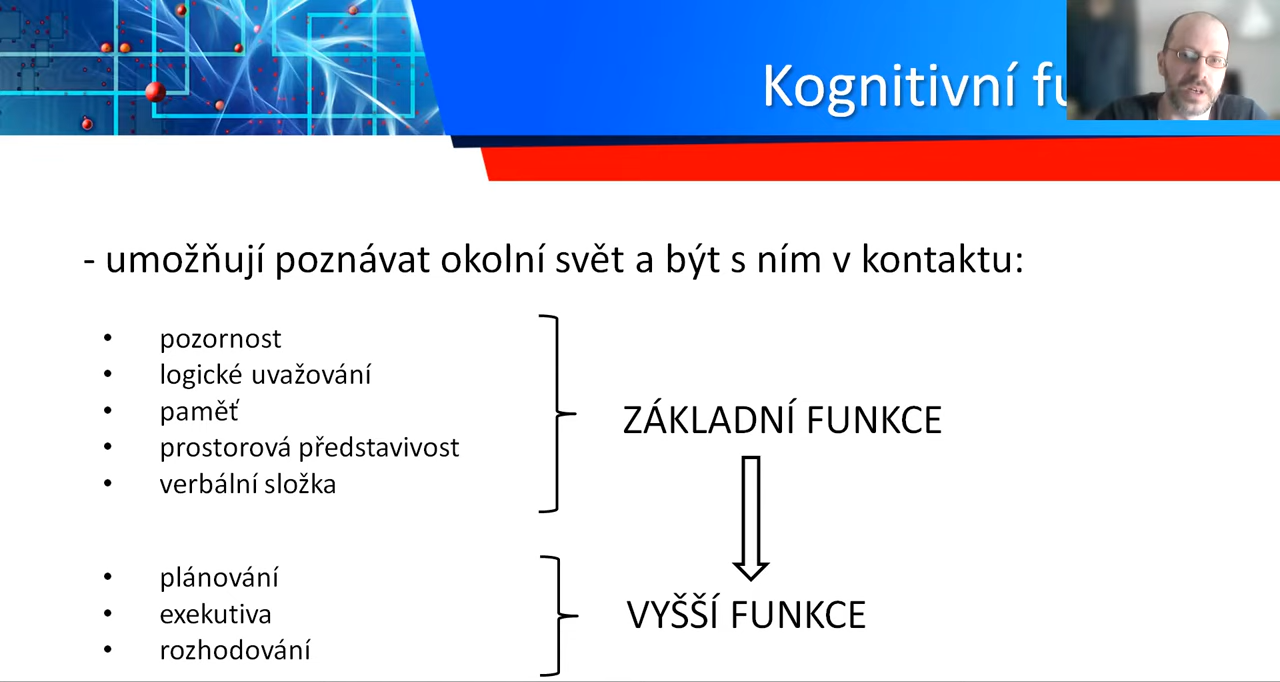 Kognitivní
- umožňují poznávat okolní svět a být s ním v kontaktu:
• pozornost
• logické uvažování
• paměť
• prostorová představivost
• verbální složka
ZÁKLADNÍ FUNKCE
• plánování
• exekutiva
• rozhodování
VYŠŠÍ FUNKCE